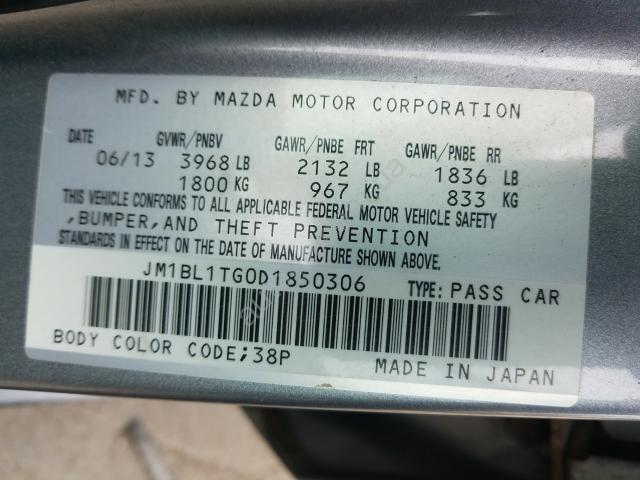 MFD. BY MAZDA MOTOR CORPORATION
DATE GVWR/PNBV GAWR/PNBE FRT GAWR/PNBE RR
06/13 3968 LB 2132 LB 1836 LB
1800 KG 967 KG 833 KG
THIS VEHICLE CONFORMS TO ALL APPLICABLE FEDERAL MOTOR VEHICLE SAFETY
,BUMPER,AND THEFT PREVENTION
STANDARDS IN EFFECT ON THE DATE OF MANUFACTURE SHOWN ABOVE.
JM1BL1TG0D1850306 TYPE: PASS CAR
BODY COLOR CODE;38P MADE IN JAPAN